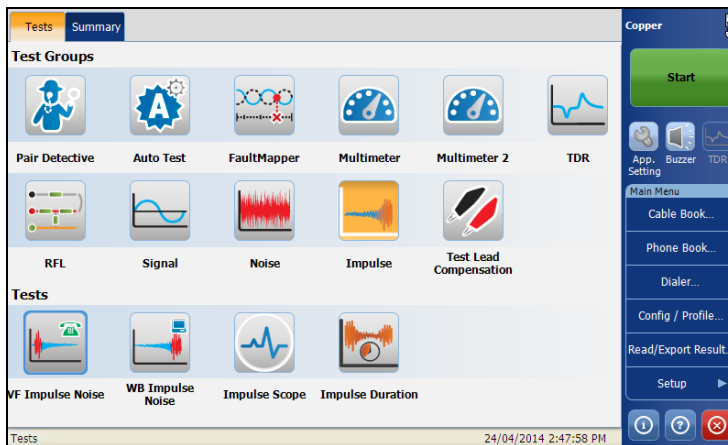 Tests Summary
Copper
Test Groups
Start
Pair Detective Auto Test FaultMapper Multimeter Multimeter 2 TDR
App. Setting Buzzer TDR
Main Menu
Cable Book...
Phone Book...
Dialer...
Config / Profile...
Read/Export Result.
Setup
RFL Signal Noise Impulse Test Lead
Compensation
Tests
VF Impulse Noise WB Impulse
Noise Impulse Scope Impulse Duration
Tests 24/04/2014 2:47:58 PM